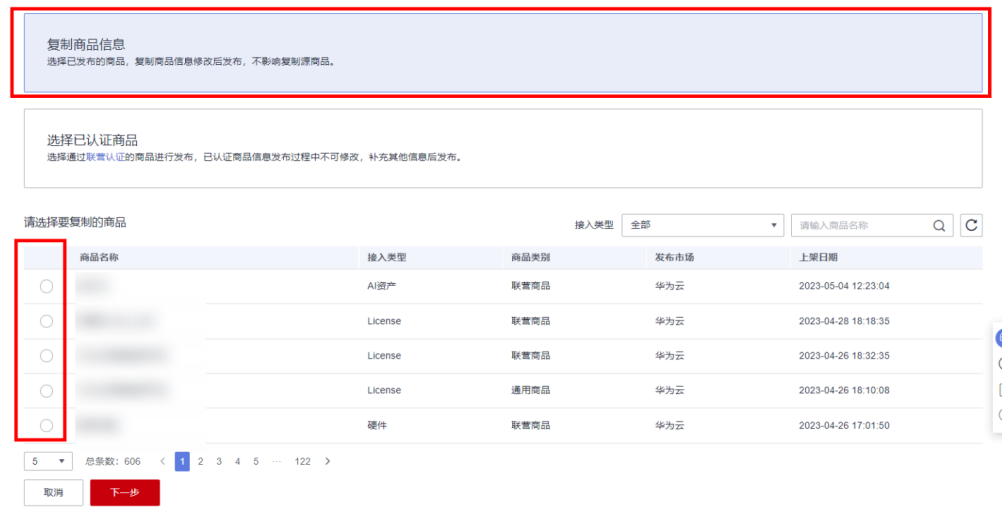 复制商品信息
选择已发布的商品，复制商品信息修改后发布，不影响复制源商品。
选择已认证商品
选择通过联营认证的商品进行发布，已认证商品信息发布过程中不可修改，补充其他信息后发布。
请选择要复制的商品 接入类型 全部 请输入商品名称
商品名称 接入类型 商品类别 发布市场 上架日期
AI资产 联营商品 华为云 2023-05-04 12:23:04
License 联营商品 华为云 2023-04-28 18:18:35
License 联营商品 华为云 2023-04-26 18:32:35
License 通用商品 华为云 2023-04-26 18:10:08
硬件 联营商品 华为云 2023-04-26 17:01:50
5 总条数：606 < 1 2 3 4 5 ··· 122 >
取消 下一步